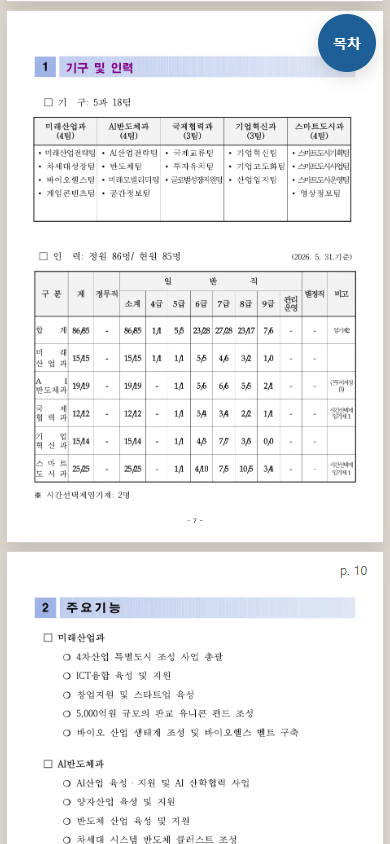 목차
1 기구 및 인력
□ 기 구: 5과 18팀
미래산업과 (4팀) AI반도체과 (4팀) 국제협력과 (3팀) 기업혁신과 (3팀) 스마트도시과 (4팀)
• 미래산업전략팀 • AI산업전략팀 • 국제교류팀 • 기업혁신팀 • 스마트도시기획팀
• 차세대성장팀 • 반도체팀 • 투자유치팀 • 기업고도화팀 • 스마트도시사업팀
• 바이오헬스팀 • 미래모빌리티팀 • 글로벌성장지원팀 • 산업입지팀 • 스마트도시운영팀
• 게임콘텐츠팀 • 공간정보팀 • 영상정보팀
□ 인 력: 정원 86명/ 현원 85명 (2026. 5. 31.기준)
구 분 계 정무직 일 반 직 별정직 비고
소계 4급 5급 6급 7급 8급 9급 관리운영
합 계 86/85 - 86/85 1/1 5/5 23/28 27/28 23/17 7/6 - -
미 래 산 업 과 15/15 - 15/15 1/1 1/1 5/5 4/6 3/2 1/0 - -
A I 반도체과 19/19 - 19/19 - 1/1 5/6 6/6 5/5 2/1 - -
국 제 협 력 과 12/12 - 12/12 - 1/1 5/4 3/4 2/2 1/1 - -
기 업 혁 신 과 15/14 - 15/14 - 1/1 4/3 7/7 3/3 0/0 - -
스 마 트 도 시 과 25/25 - 25/25 - 1/1 4/10 7/5 10/5 3/4 - -
※ 시간선택제임기제: 2명
- 7 -
p. 10
2 주요기능
□ 미래산업과
❍ 4차산업 특별도시 조성 사업 총괄
❍ ICT융합 육성 및 지원
❍ 창업지원 및 스타트업 육성
❍ 5,000억원 규모의 판교 유니콘 펀드 조성
❍ 바이오 산업 생태계 조성 및 바이오헬스 벨트 구축
□ AI반도체과
❍ AI산업 육성·지원 및 AI 산학협력 사업
❍ 양자산업 육성 및 지원
❍ 반도체 산업 육성 및 지원
❍ 차세대 시스템 반도체 클러스트 조성